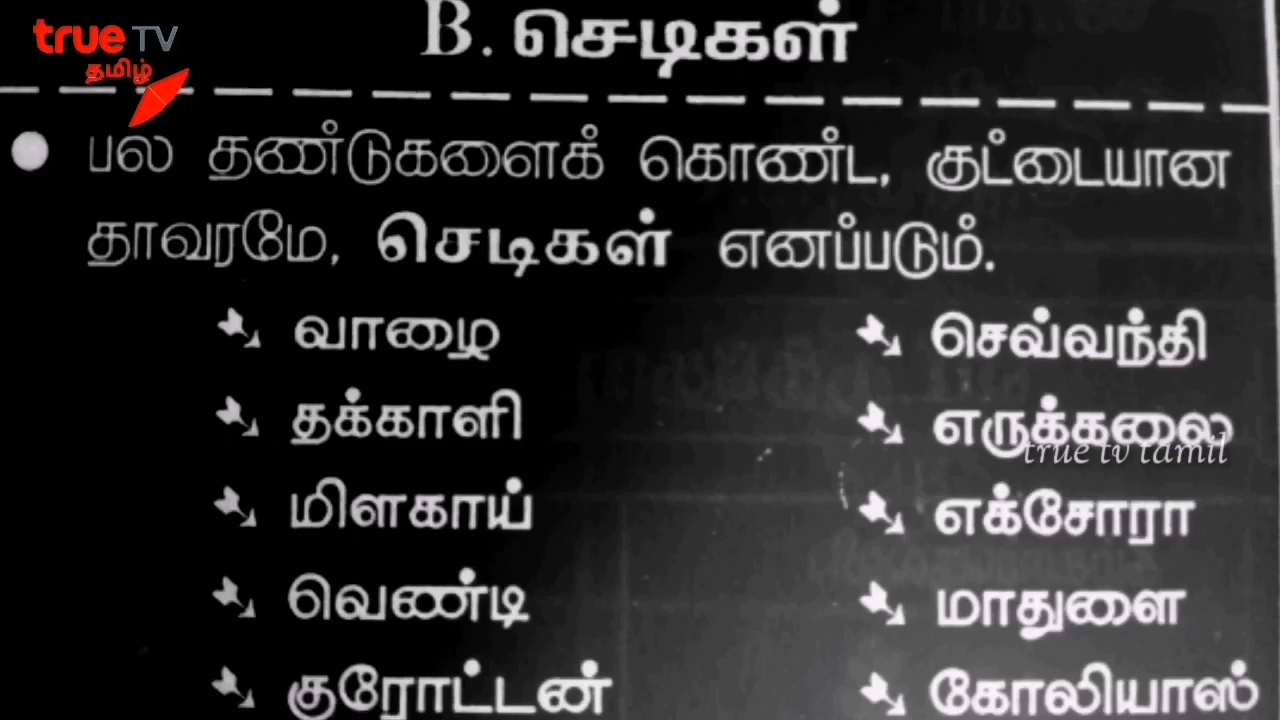 true TV
தமிழ்
B. செடிகள்
பல தண்டுகளைக் கொண்ட, குட்டையான
தாவரமே, செடிகள் எனப்படும்.
வாழை
செவ்வந்தி
தக்காளி
எருக்கலை
true tv tamil
மிளகாய்
எக்சோரா
வெண்டி
மாதுளை
குரோட்டன்
கோலியாஸ்